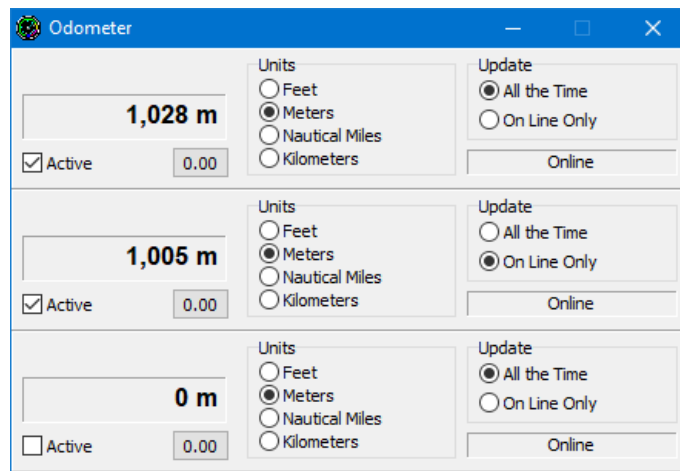 Odometer
1,028 m
Active
0.00
Units
Feet
Meters
Nautical Miles
Kilometers
Update
All the Time
On Line Only
Online
1,005 m
Active
0.00
Units
Feet
Meters
Nautical Miles
Kilometers
Update
All the Time
On Line Only
Online
0 m
Active
0.00
Units
Feet
Meters
Nautical Miles
Kilometers
Update
All the Time
On Line Only
Online